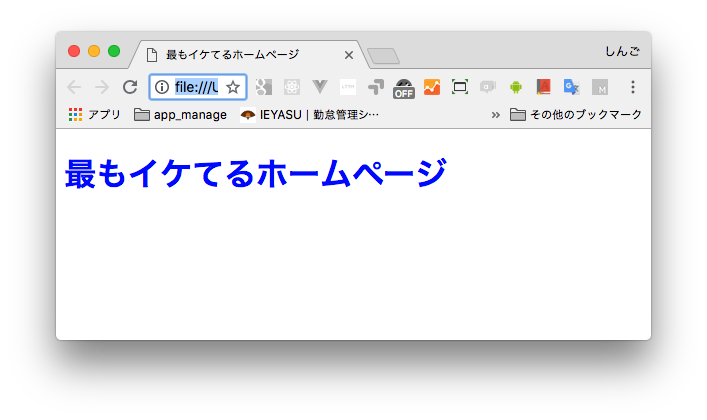 最もイケてるホームページ
しんご
file:///U
OFF
アプリ app_manage IEYASU | 勤怠管理シ… » その他のブックマーク
最もイケてるホームページ